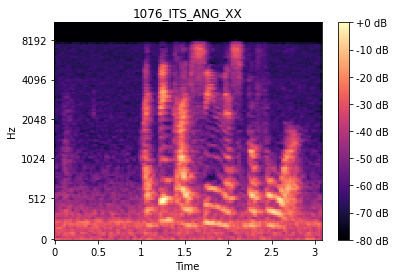 1076_ITS_ANG_XX
Hz
8192
4096
2048
1024
512
0
0 0.5 1 1.5 2 2.5 3
Time
+0 dB
-10 dB
-20 dB
-30 dB
-40 dB
-50 dB
-60 dB
-70 dB
-80 dB